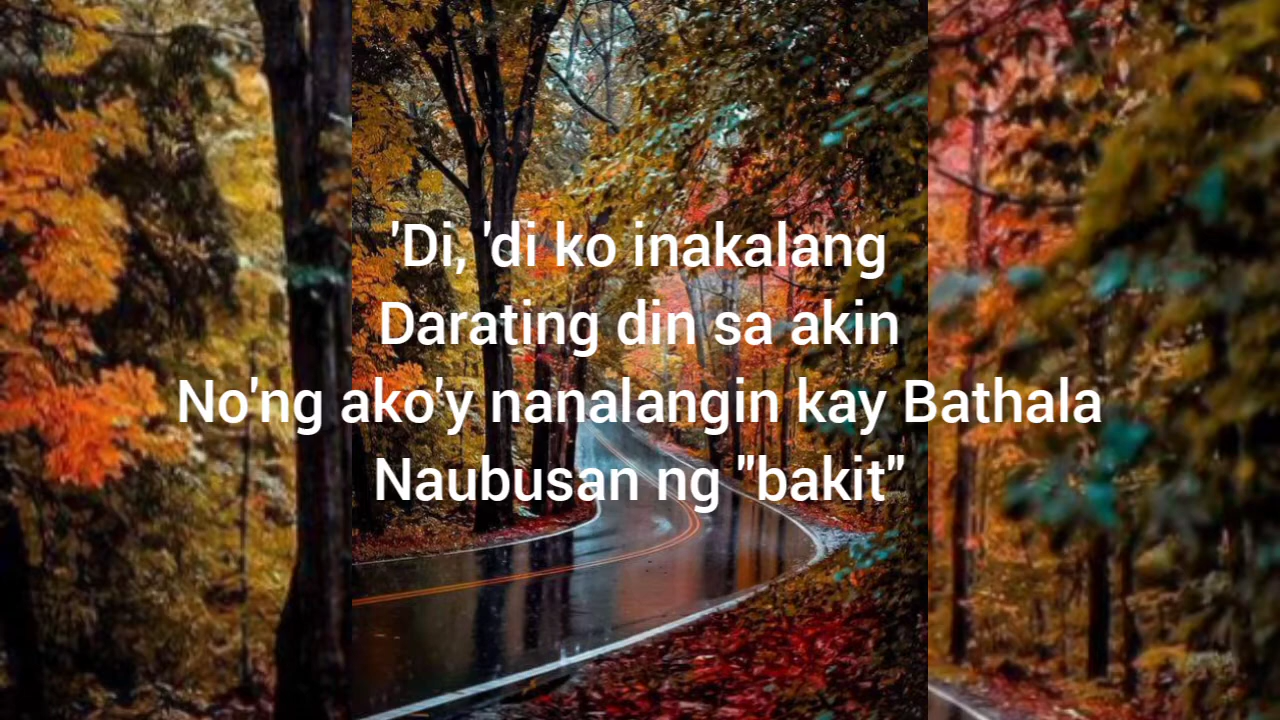 'Di, 'di ko inakalang
Darating din sa akin
No'ng ako'y nanalangin kay Bathala
Naubusan ng "bakit"